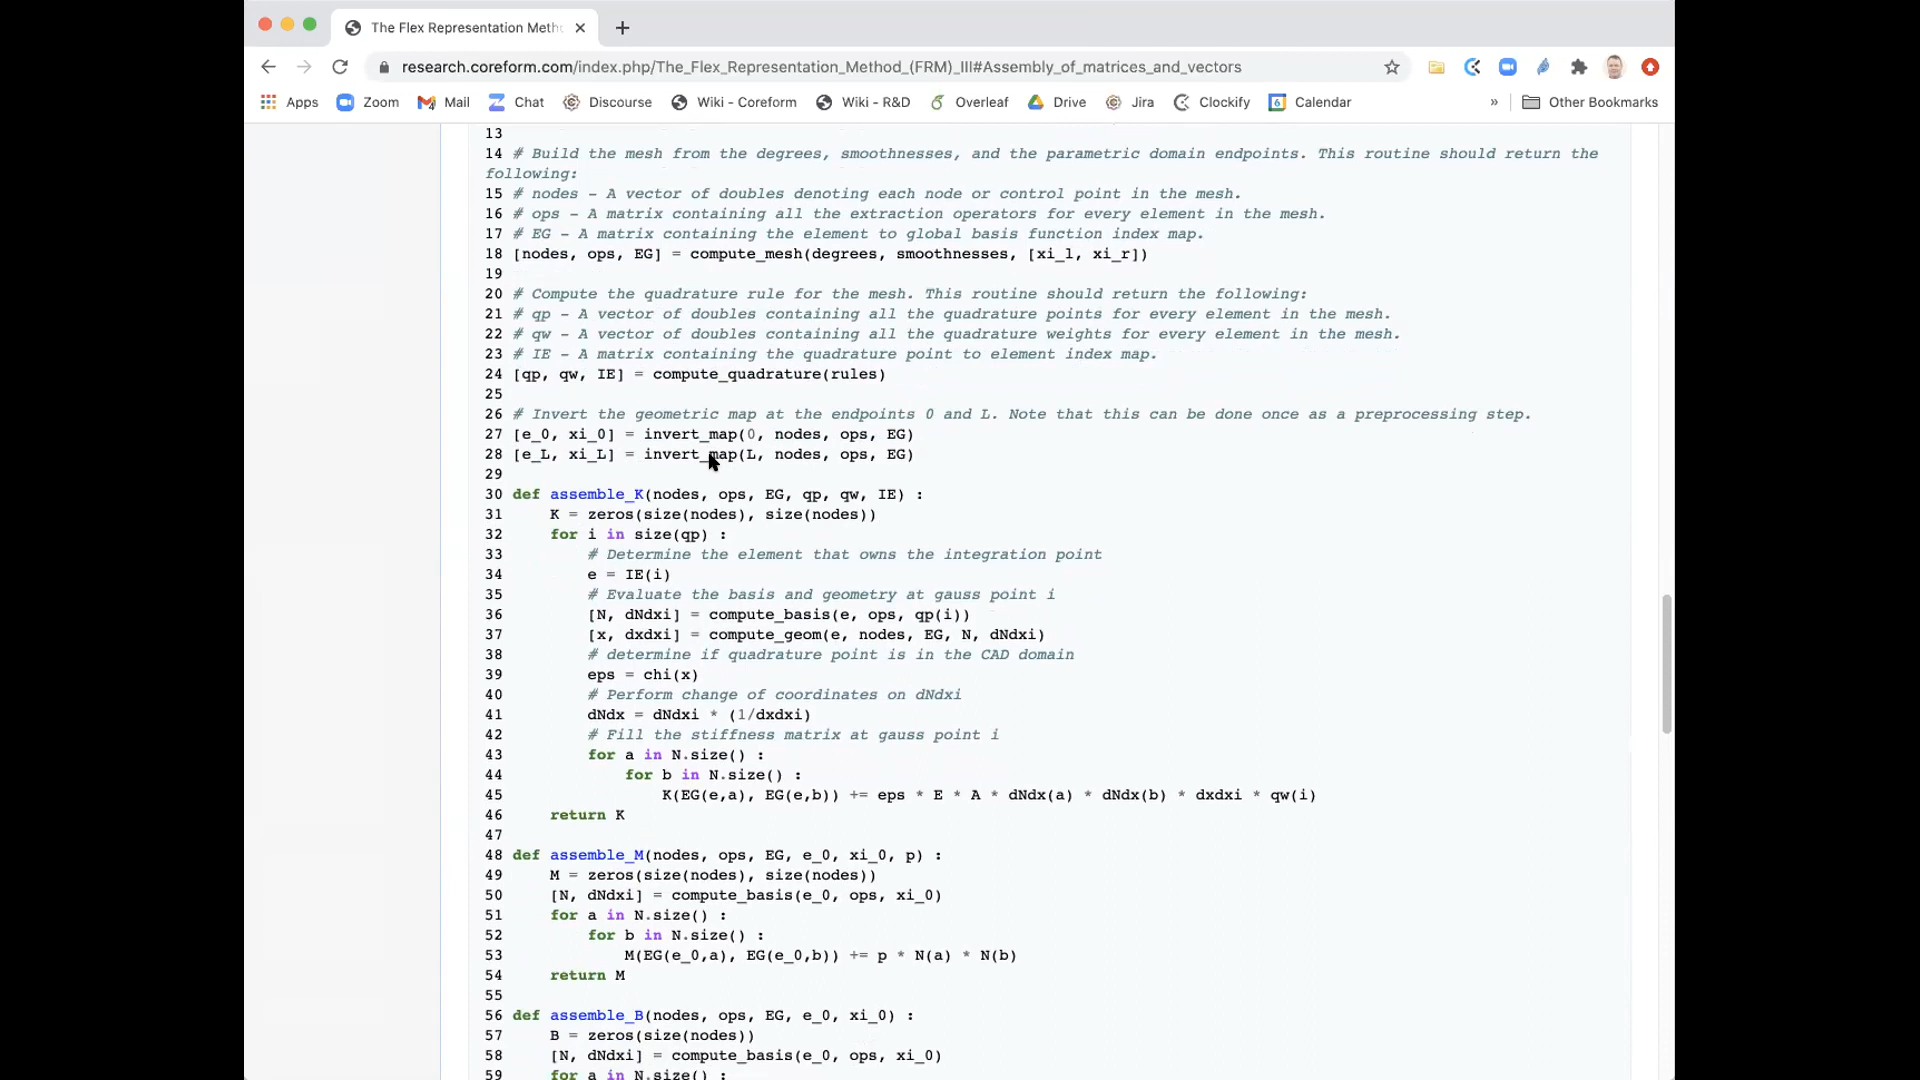 The Flex Representation Meth
research.coreform.com/index.php/The_Flex_Representation_Method_(FRM)_III#Assembly_of_matrices_and_vectors
Apps Zoom Mail Chat Discourse Wiki - Coreform Wiki - R&D Overleaf Drive Jira Clockify 6 Calendar » Other Bookmarks
13
14 # Build the mesh from the degrees, smoothnesses, and the parametric domain endpoints. This routine should return the
following:
15 # nodes - A vector of doubles denoting each node or control point in the mesh.
16 # ops - A matrix containing all the extraction operators for every element in the mesh.
17 # EG - A matrix containing the element to global basis function index map.
18 [nodes, ops, EG] = compute_mesh(degrees, smoothnesses, [xi_l, xi_r])
19
20 # Compute the quadrature rule for the mesh. This routine should return the following:
21 # qp - A vector of doubles containing all the quadrature points for every element in the mesh.
22 # qw - A vector of doubles containing all the quadrature weights for every element in the mesh.
23 # IE - A matrix containing the quadrature point to element index map.
24 [qp, qw, IE] = compute_quadrature(rules)
25
26 # Invert the geometric map at the endpoints 0 and L. Note that this can be done once as a preprocessing step.
27 [e_0, xi_0] = invert_map(0, nodes, ops, EG)
28 [e_L, xi_L] = invert_map(L, nodes, ops, EG)
29
30 def assemble_K(nodes, ops, EG, qp, qw, IE) :
31 K = zeros(size(nodes), size(nodes))
32 for i in size(qp) :
33 # Determine the element that owns the integration point
34 e = IE(i)
35 # Evaluate the basis and geometry at gauss point i
36 [N, dNdxi] = compute_basis(e, ops, qp(i))
37 [x, dxdxi] = compute_geom(e, nodes, EG, N, dNdxi)
38 # determine if quadrature point is in the CAD domain
39 eps = chi(x)
40 # Perform change of coordinates on dNdxi
41 dNdx = dNdxi * (1/dxdxi)
42 # Fill the stiffness matrix at gauss point i
43 for a in N.size() :
44 for b in N.size() :
45 K(EG(e,a), EG(e,b)) += eps * E * A * dNdx(a) * dNdx(b) * dxdxi * qw(i)
46 return K
47
48 def assemble_M(nodes, ops, EG, e_0, xi_0, p) :
49 M = zeros(size(nodes), size(nodes))
50 [N, dNdxi] = compute_basis(e_0, ops, xi_0)
51 for a in N.size() :
52 for b in N.size() :
53 M(EG(e_0,a), EG(e_0,b)) += p * N(a) * N(b)
54 return M
55
56 def assemble_B(nodes, ops, EG, e_0, xi_0) :
57 B = zeros(size(nodes))
58 [N, dNdxi] = compute_basis(e_0, ops, xi_0)
59 for a in N.size() :